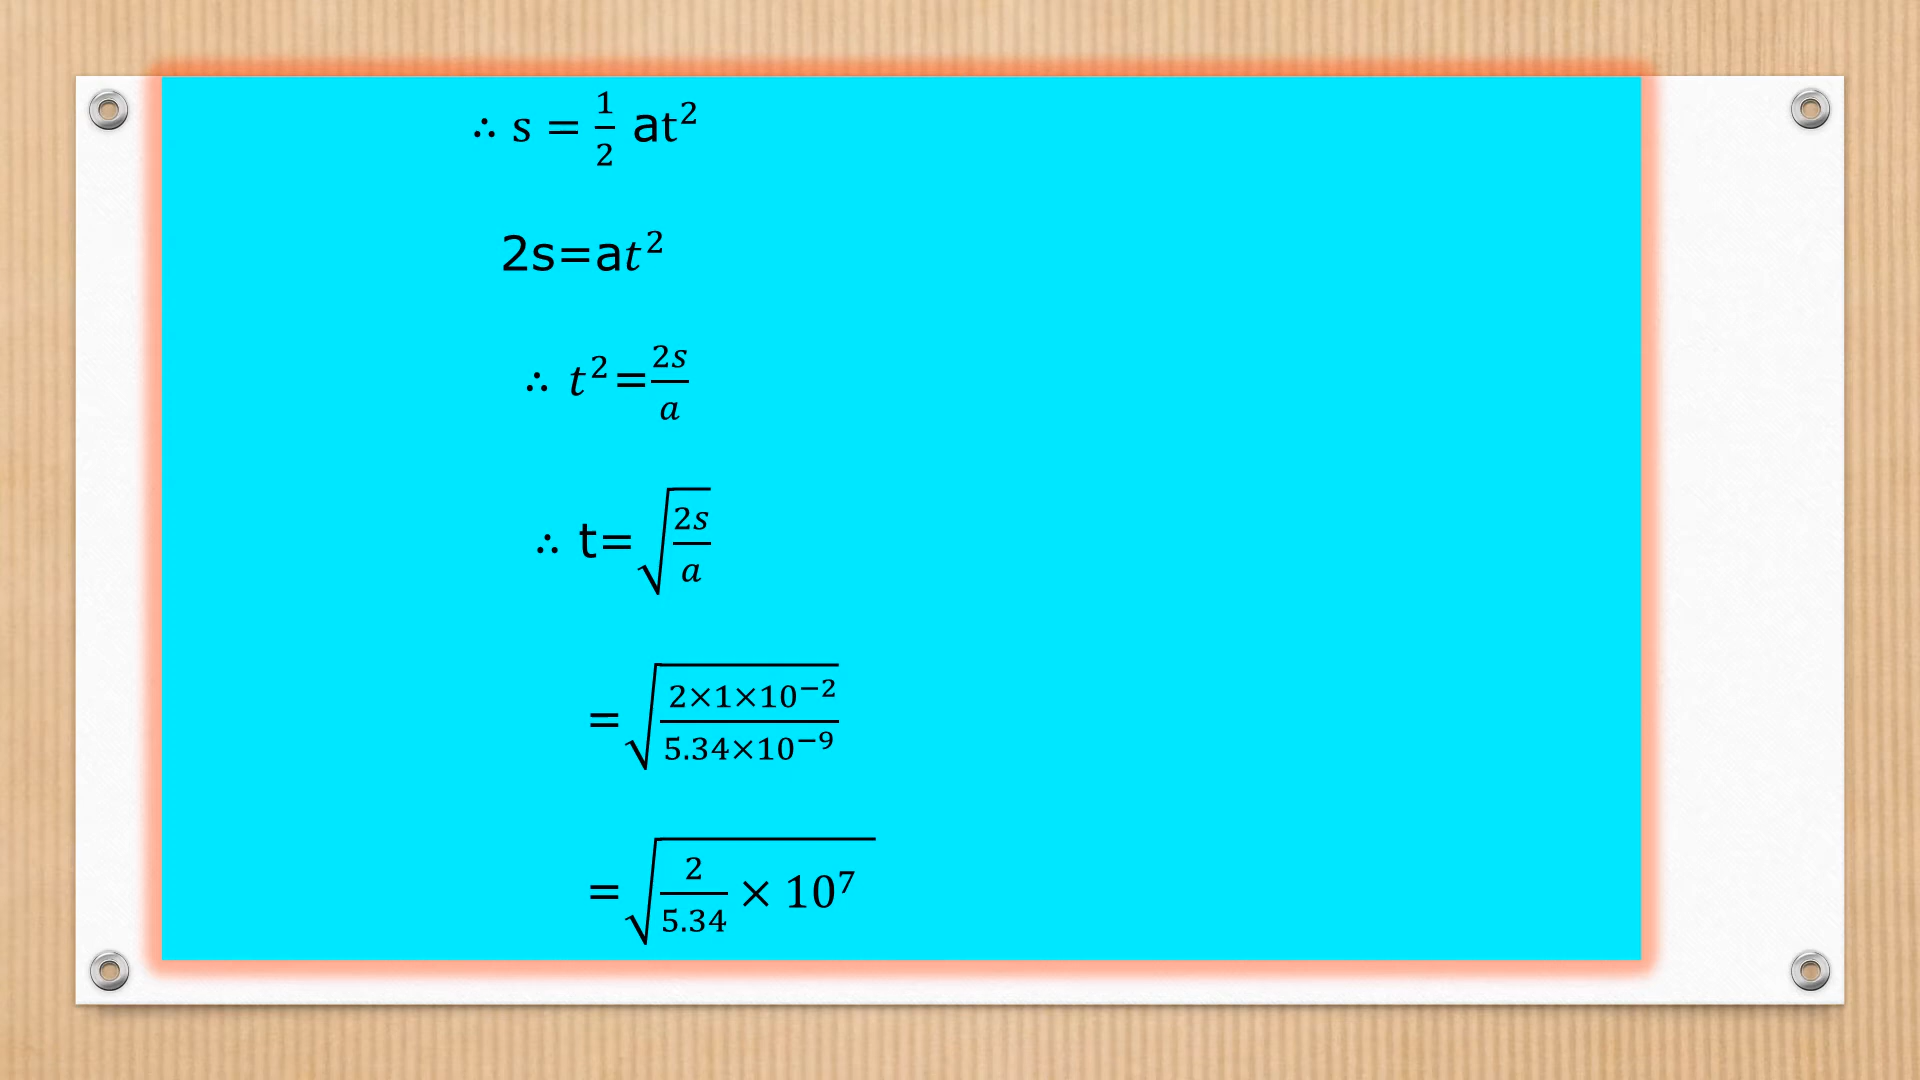 ∴ s = 1/2 at²
2s=at²
∴ t²=2s/a
∴ t=√(2s/a)
=√((2×1×10⁻²)/(5.34×10⁻⁹))
=√(2/5.34 × 10⁷)